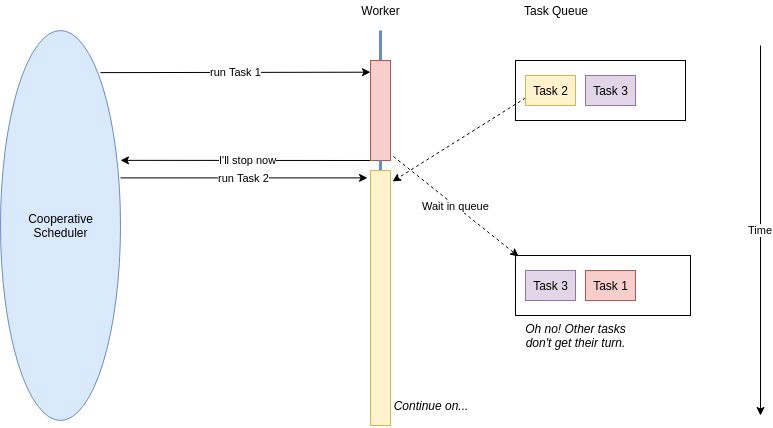 Worker
Task Queue
run Task 1
Task 2
Task 3
I'll stop now
run Task 2
Wait in queue
Cooperative
Scheduler
Time
Task 3
Task 1
Oh no! Other tasks
don't get their turn.
Continue on...